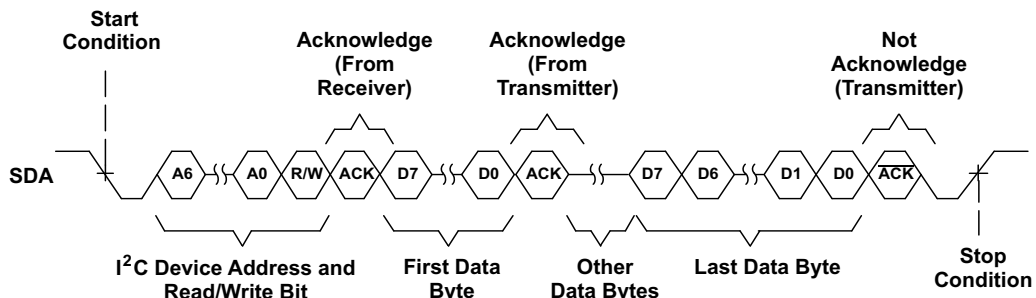 Start
Condition
Acknowledge
(From
Receiver)
Acknowledge
(From
Transmitter)
Not
Acknowledge
(Transmitter)
SDA
A6 A0 R/W ACK D7 D0 ACK D7 D6 D1 D0 A̅C̅K̅
I²C Device Address and
Read/Write Bit
First Data
Byte
Other
Data Bytes
Last Data Byte
Stop
Condition